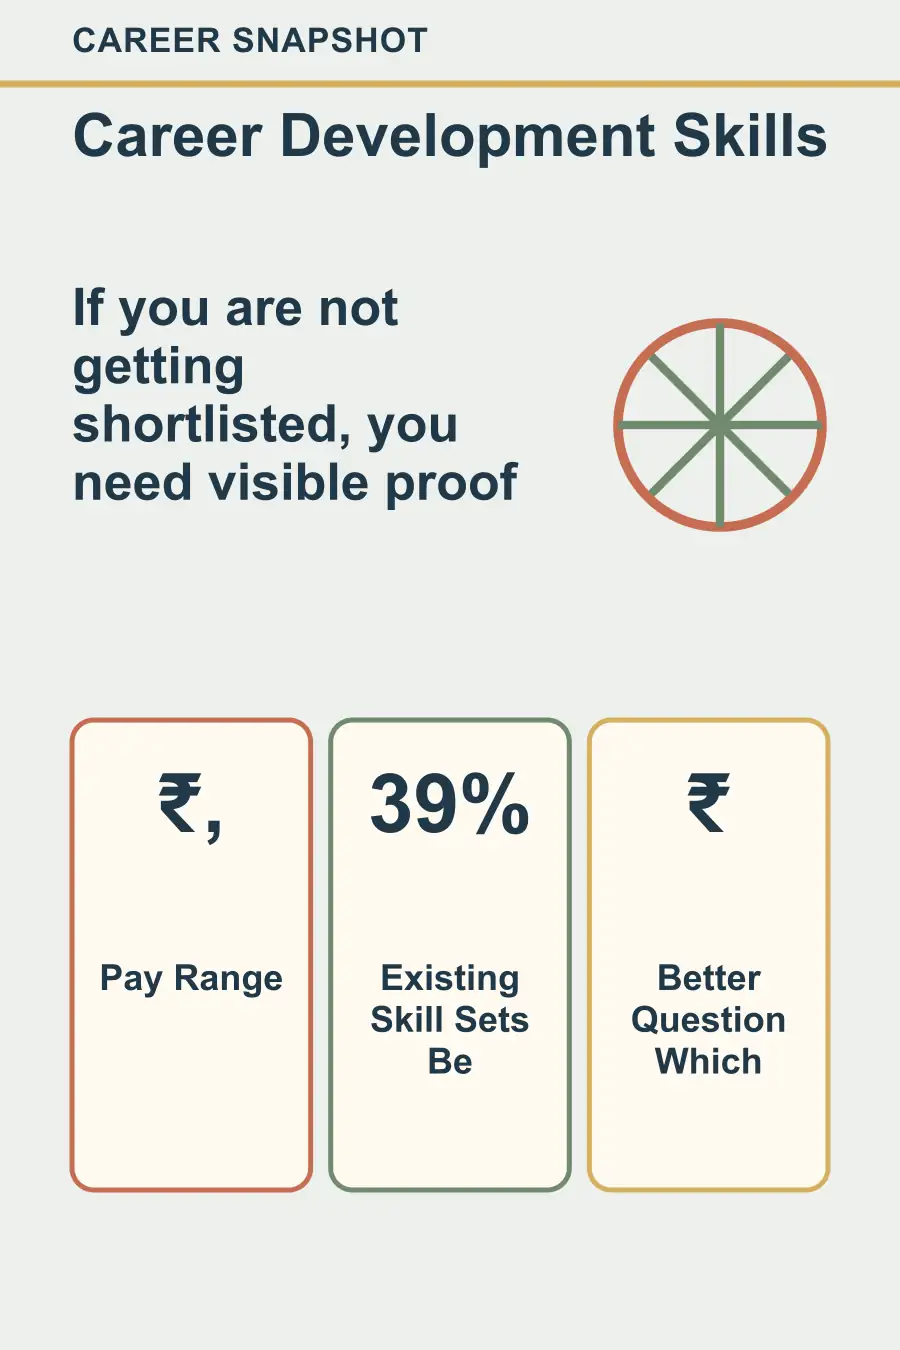 CAREER SNAPSHOT
Career Development Skills
If you are not
getting
shortlisted, you
need visible proof
₹,
Pay Range
39%
Existing
Skill Sets
Be
₹
Better
Question
Which